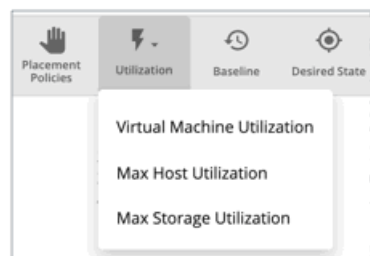 Placement
Policies
Utilization
Baseline
Desired State
Virtual Machine Utilization
Max Host Utilization
Max Storage Utilization